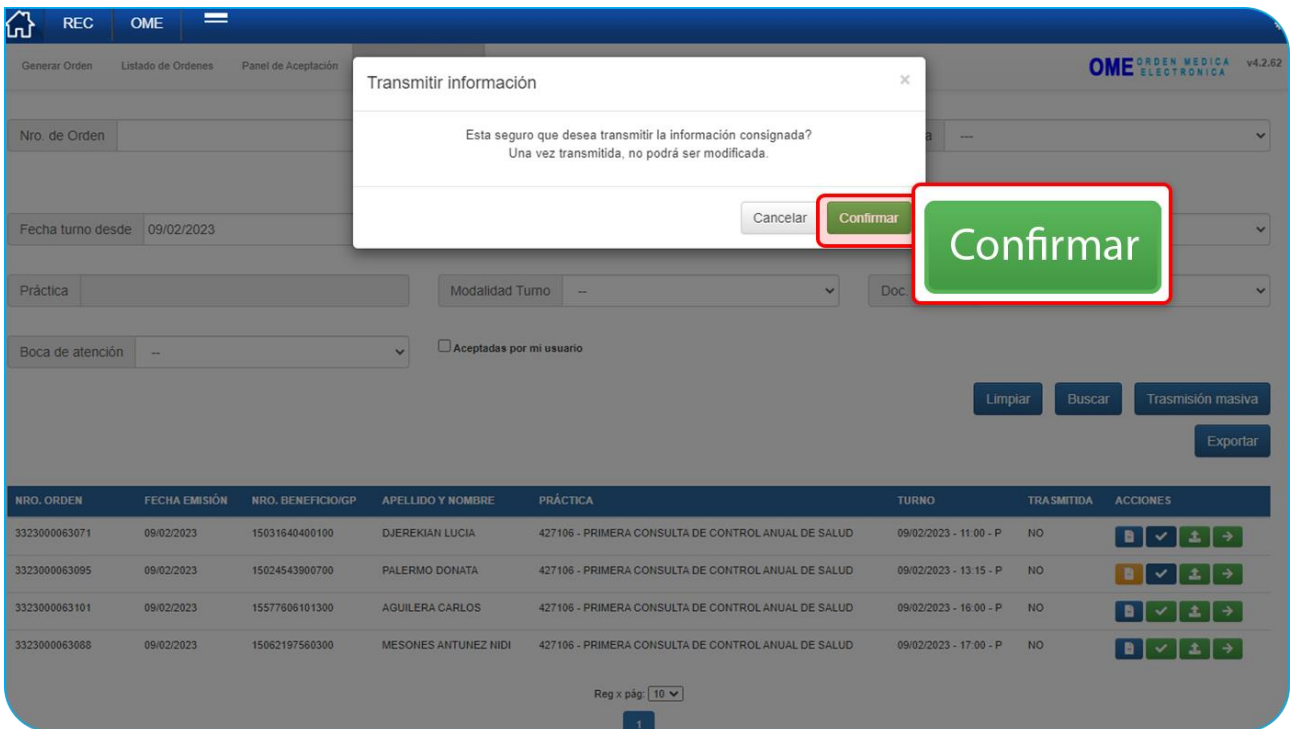 REC OME
Generar Orden Listado de Ordenes Panel de Aceptación
OME ORDEN MEDICA ELECTRONICA v4.2.62
Transmitir información ×
Esta seguro que desea transmitir la información consignada?
Una vez transmitida, no podrá ser modificada.
Cancelar Confirmar
Confirmar
Nro. de Orden a ---
Fecha turno desde 09/02/2023
Práctica Modalidad Turno -- Doc.
Boca de atención -- Aceptadas por mi usuario
Limpiar Buscar Trasmisión masiva
Exportar
NRO. ORDEN FECHA EMISIÓN NRO. BENEFICIO/GP APELLIDO Y NOMBRE PRÁCTICA TURNO TRASMITIDA ACCIONES
3323000063071 09/02/2023 15031640400100 DJEREKIAN LUCIA 427106 - PRIMERA CONSULTA DE CONTROL ANUAL DE SALUD 09/02/2023 - 11:00 - P NO
3323000063095 09/02/2023 15024543900700 PALERMO DONATA 427106 - PRIMERA CONSULTA DE CONTROL ANUAL DE SALUD 09/02/2023 - 13:15 - P NO
3323000063101 09/02/2023 15577606101300 AGUILERA CARLOS 427106 - PRIMERA CONSULTA DE CONTROL ANUAL DE SALUD 09/02/2023 - 16:00 - P NO
3323000063088 09/02/2023 15062197560300 MESONES ANTUNEZ NIDI 427106 - PRIMERA CONSULTA DE CONTROL ANUAL DE SALUD 09/02/2023 - 17:00 - P NO
Reg x pág: 10
1